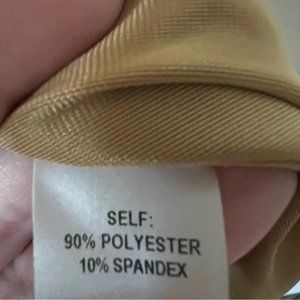 SELF:
90% POLYESTER
10% SPANDEX